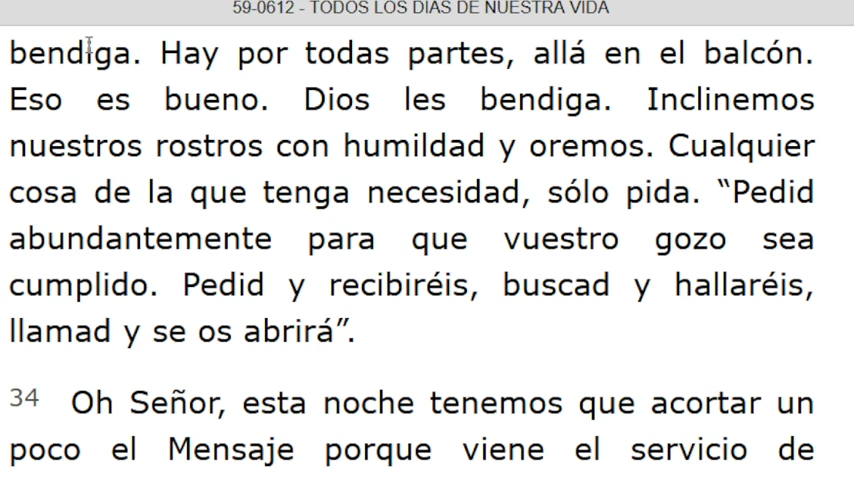 59-0612 - TODOS LOS DIAS DE NUESTRA VIDA
bendiga. Hay por todas partes, allá en el balcón.
Eso es bueno. Dios les bendiga. Inclinemos
nuestros rostros con humildad y oremos. Cualquier
cosa de la que tenga necesidad, sólo pida. “Pedid
abundantemente para que vuestro gozo sea
cumplido. Pedid y recibiréis, buscad y hallaréis,
llamad y se os abrirá”.
34 Oh Señor, esta noche tenemos que acortar un
poco el Mensaje porque viene el servicio de